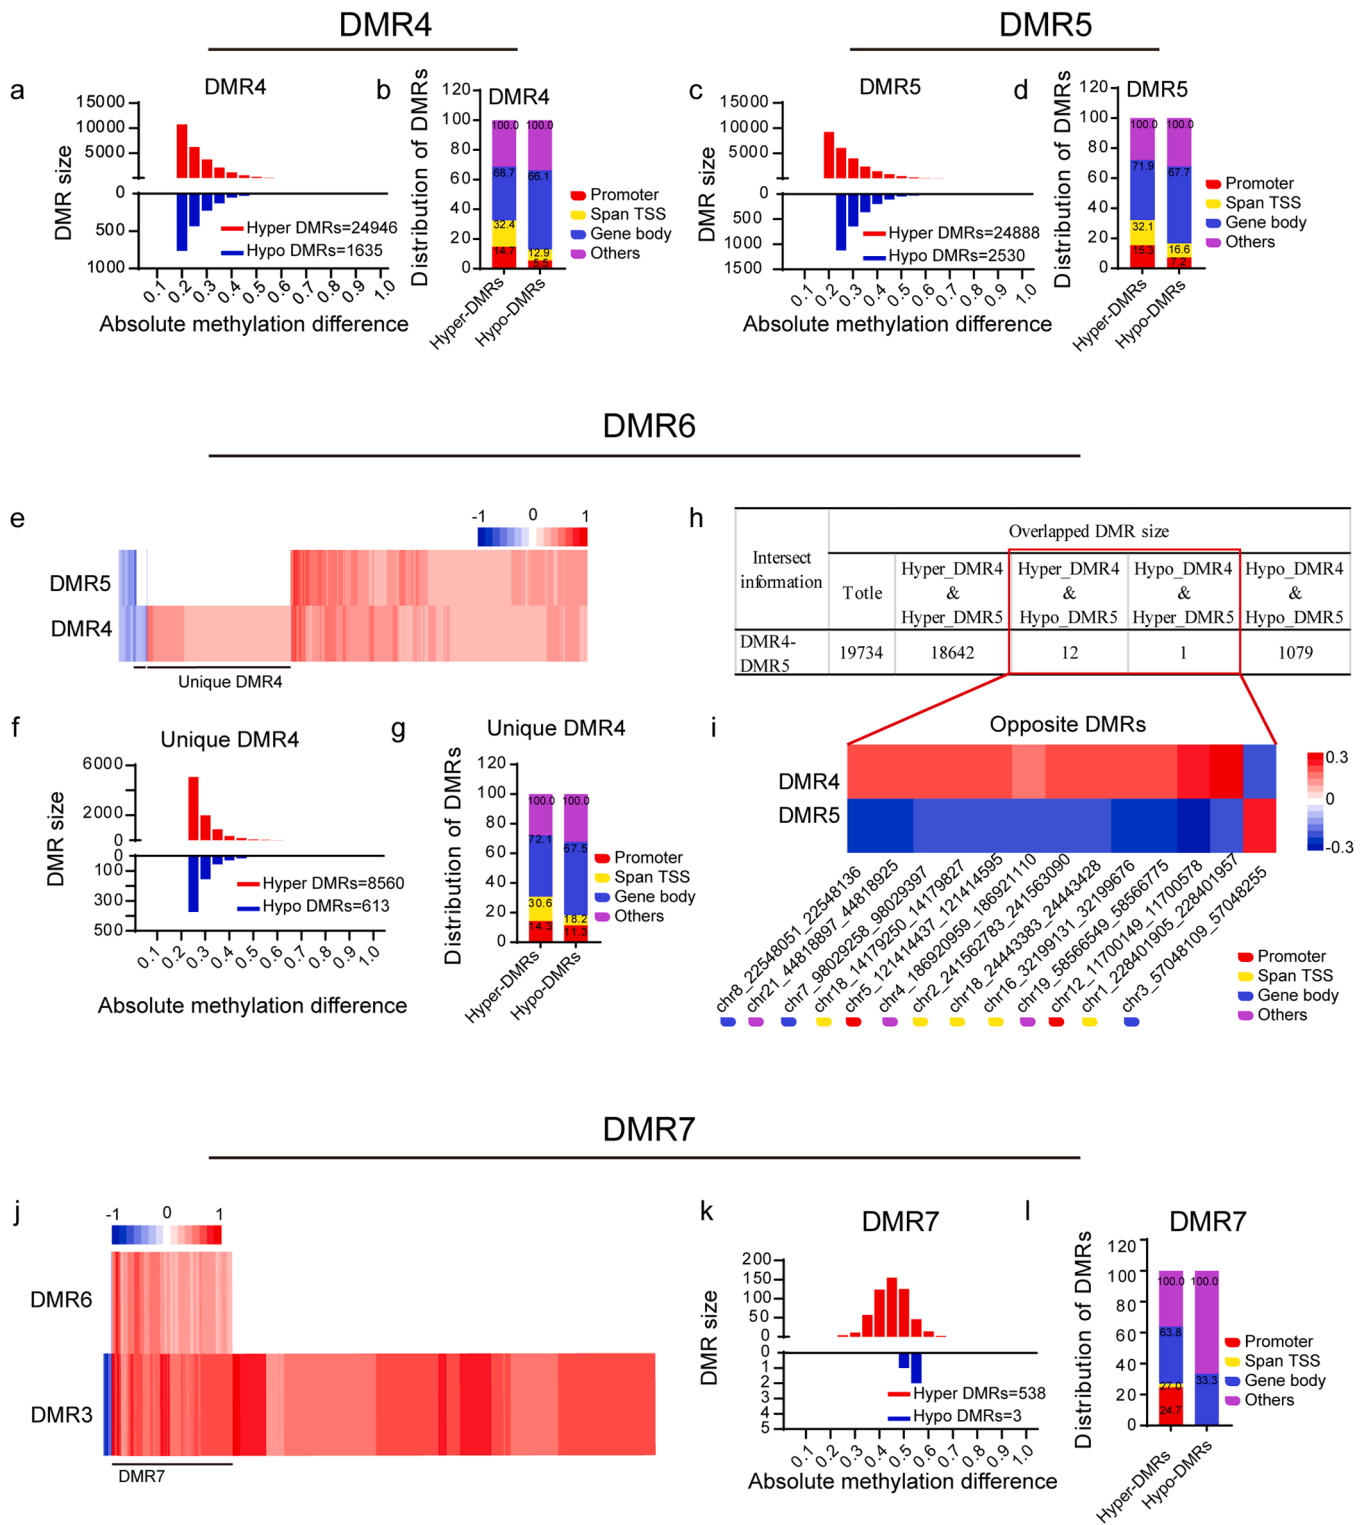 DMR4
DMR5
a
DMR4
15000
10000
5000
0
500
1000
DMR size
Hyper DMRs=24946
Hypo DMRs=1635
0.1 0.2 0.3 0.4 0.5 0.6 0.7 0.8 0.9 1.0
Absolute methylation difference
b
DMR4
Distribution of DMRs
120
100
80
60
40
20
0
100.0 100.0
68.7 66.1
32.4 12.9
14.7 5.5
Hyper-DMRs
Hypo-DMRs
Promoter
Span TSS
Gene body
Others
c
DMR5
15000
10000
5000
0
500
1000
1500
DMR size
Hyper DMRs=24888
Hypo DMRs=2530
0.1 0.2 0.3 0.4 0.5 0.6 0.7 0.8 0.9 1.0
Absolute methylation difference
d
DMR5
Distribution of DMRs
120
100
80
60
40
20
0
100.0 100.0
71.9 67.7
32.1 16.6
15.3 7.2
Hyper-DMRs
Hypo-DMRs
Promoter
Span TSS
Gene body
Others
DMR6
e
-1 0 1
DMR5
DMR4
Unique DMR4
f
Unique DMR4
6000
4000
2000
0
0
100
300
500
DMR size
Hyper DMRs=8560
Hypo DMRs=613
0.1 0.2 0.3 0.4 0.5 0.6 0.7 0.8 0.9 1.0
Absolute methylation difference
g
Unique DMR4
Distribution of DMRs
120
100
80
60
40
20
0
100.0 100.0
72.1 67.5
30.6 18.2
14.3 11.3
Hyper-DMRs
Hypo-DMRs
Promoter
Span TSS
Gene body
Others
h
Intersect information
Overlapped DMR size
Totle
Hyper_DMR4 & Hyper_DMR5
Hyper_DMR4 & Hypo_DMR5
Hypo_DMR4 & Hyper_DMR5
Hypo_DMR4 & Hypo_DMR5
DMR4-DMR5
19734 18642 12 1 1079
i
Opposite DMRs
DMR4
DMR5
0.3
0
-0.3
chr8_22548051_22548136
chr21_44818897_44818925
chr7_98029258_98029397
chr18_14179250_14179827
chr5_121414437_121414595
chr4_186920959_186921110
chr2_241562783_241563090
chr18_24443383_24443428
chr16_32199131_32199676
chr19_58566549_58566775
chr12_11700149_11700578
chr1_228401905_228401957
chr3_57048109_57048255
Promoter
Span TSS
Gene body
Others
DMR7
j
-1 0 1
DMR6
DMR3
DMR7
k
DMR7
200
150
100
50
0
0
1
2
3
4
5
DMR size
Hyper DMRs=538
Hypo DMRs=3
0.1 0.2 0.3 0.4 0.5 0.6 0.7 0.8 0.9 1.0
Absolute methylation difference
l
DMR7
Distribution of DMRs
120
100
80
60
40
20
0
100.0 100.0
63.8 33.3
27.0
24.7
Hyper-DMRs
Hypo-DMRs
Promoter
Span TSS
Gene body
Others